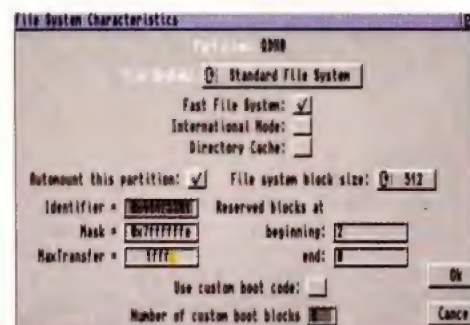 File System Characteristics
QDH0
Standard File System
Fast File System:
International Mode:
Directory Cache:
Automount this partition: File system block size: 512
Identifier = Reserved blocks at
Mask = 0x7ffffffe beginning: 2
MaxTransfer = ffff end: 0
Ok
Use custom boot code:
Number of custom boot blocks
Cance